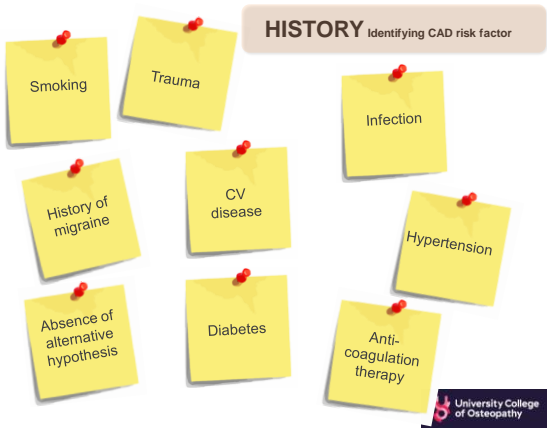 HISTORY Identifying CAD risk factor
Smoking
Trauma
Infection
History of
migraine
CV
disease
Hypertension
Absence of
alternative
hypothesis
Diabetes
Anti-
coagulation
therapy
University College
of Osteopathy